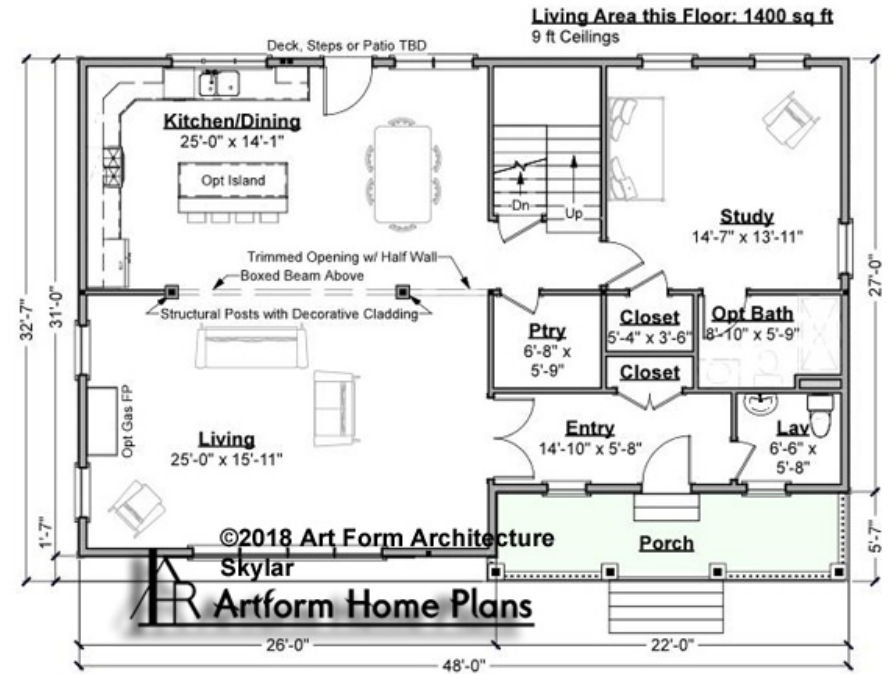 Living Area this Floor: 1400 sq ft
9 ft Ceilings
Deck, Steps or Patio TBD
Kitchen/Dining
25'-0" x 14'-1"
Opt Island
Dn
Up
Study
14'-7" x 13'-11"
Trimmed Opening w/ Half Wall
Boxed Beam Above
Structural Posts with Decorative Cladding
Ptry
6'-8" x
5'-9"
Closet
5'-4" x 3'-6"
Opt Bath
8'-10" x 5'-9"
Closet
Opt Gas FP
Living
25'-0" x 15'-11"
Entry
14'-10" x 5'-8"
Lav
6'-6" x
5'-8"
Porch
32'-7"
31'-0"
1'-7"
27'-0"
5'-7"
©2018 Art Form Architecture
Skylar
Artform Home Plans
26'-0"
22'-0"
48'-0"